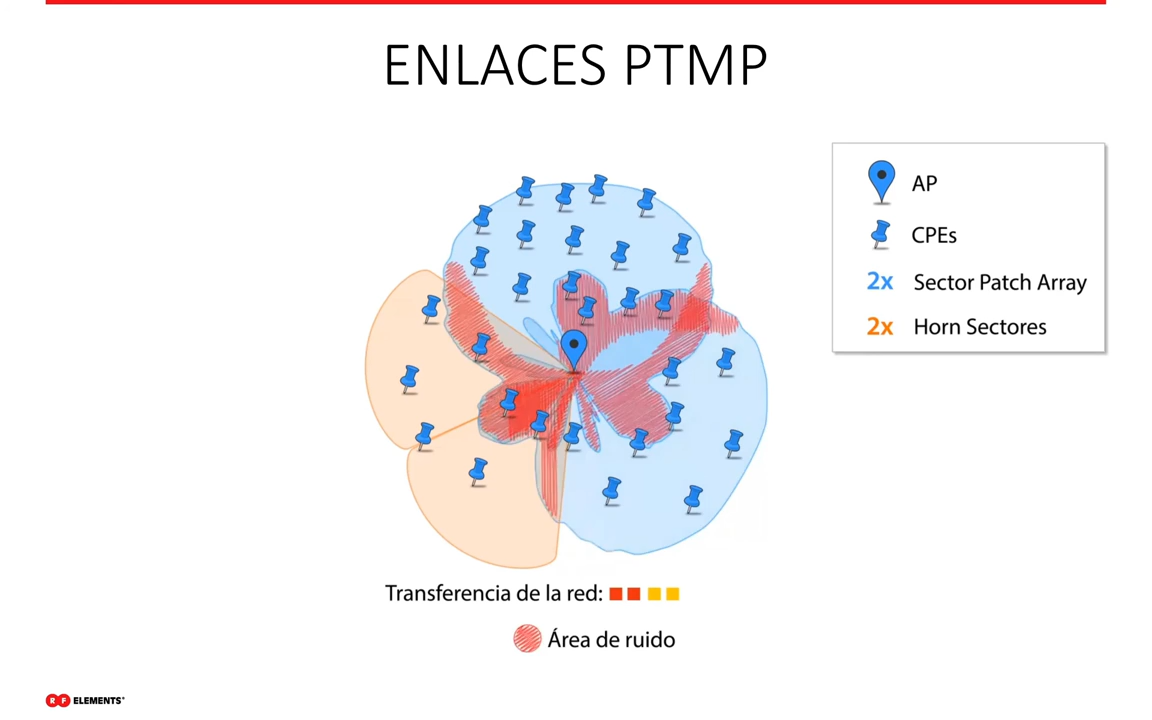 ENLACES PTMP
AP
CPEs
2x Sector Patch Array
2x Horn Sectores
Transferencia de la red:
Área de ruido
RF ELEMENTS®